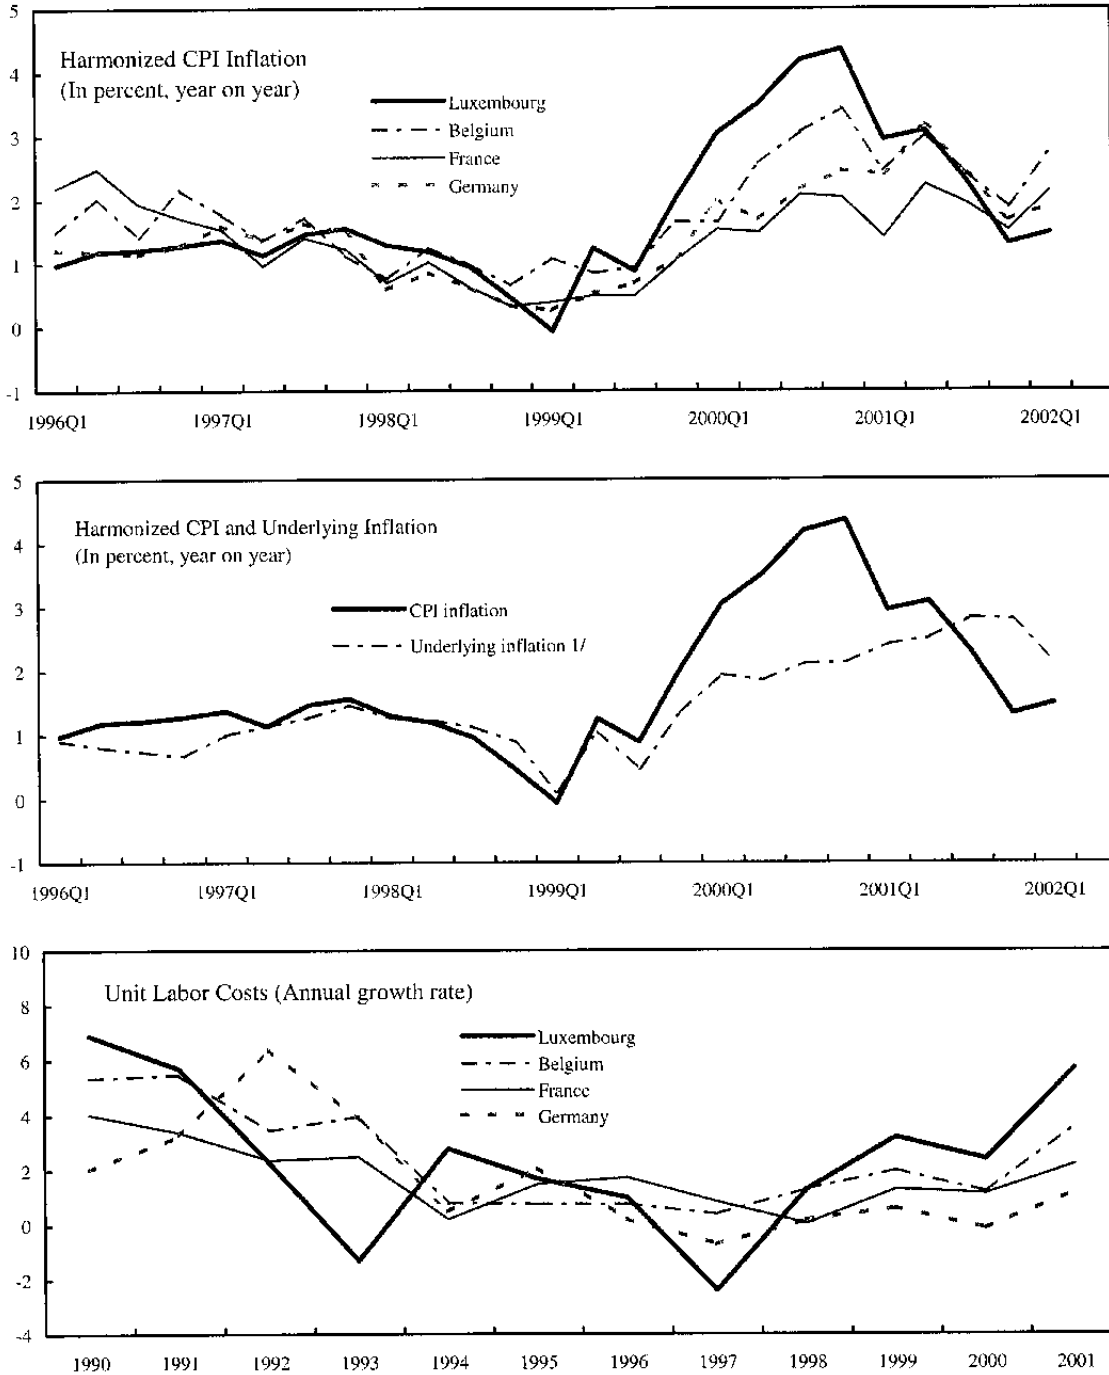 5
Harmonized CPI Inflation
(In percent, year on year)
4
Luxembourg
Belgium
3
France
Germany
2
1
0
-1
1996Q1 1997Q1 1998Q1 1999Q1 2000Q1 2001Q1 2002Q1
5
Harmonized CPI and Underlying Inflation
(In percent, year on year)
4
CPI inflation
3
Underlying inflation 1/
2
1
0
-1
1996Q1 1997Q1 1998Q1 1999Q1 2000Q1 2001Q1 2002Q1
10
Unit Labor Costs (Annual growth rate)
8
Luxembourg
6
Belgium
France
4
Germany
2
0
-2
-4
1990 1991 1992 1993 1994 1995 1996 1997 1998 1999 2000 2001